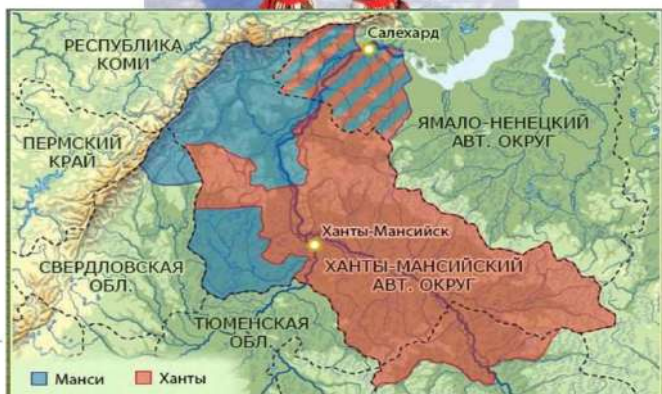 РЕСПУБЛИКА
КОМИ
Салехард
ПЕРМСКИЙ
КРАЙ
ЯМАЛО-НЕНЕЦКИЙ
АВТ. ОКРУГ
Ханты-Мансийск
СВЕРДЛОВСКАЯ
ОБЛ.
ХАНТЫ-МАНСИЙСКИЙ
АВТ. ОКРУГ
ТЮМЕНСКАЯ
ОБЛ.
Манси
Ханты